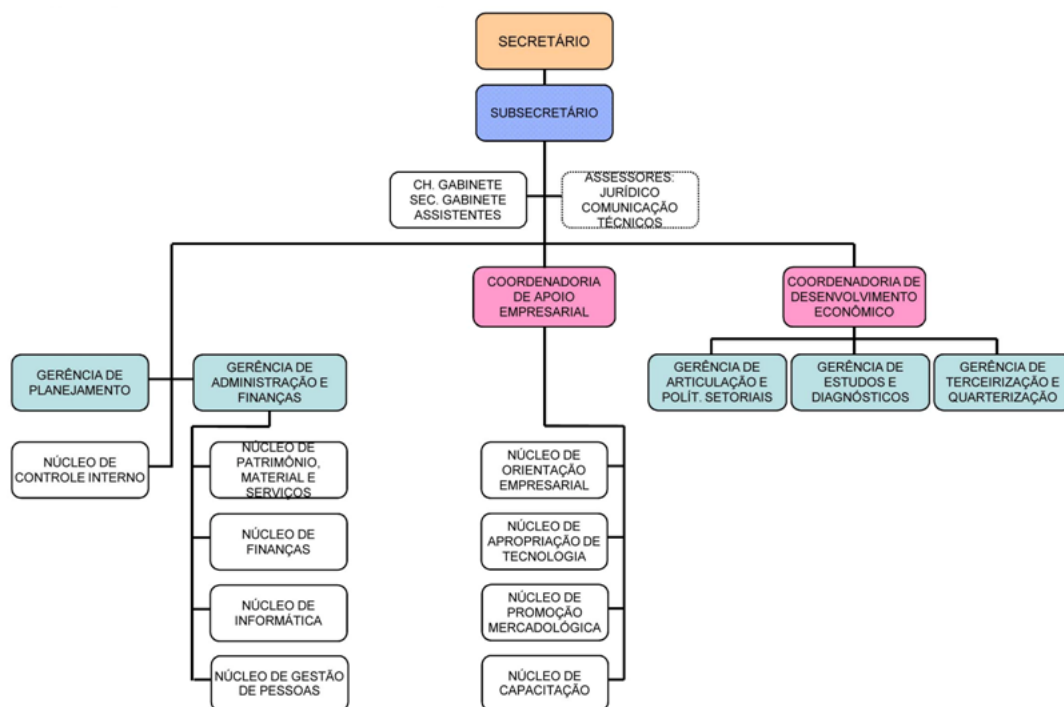 SECRETÁRIO
SUBSECRETÁRIO
CH. GABINETE
SEC. GABINETE
ASSISTENTES
ASSESSORES:
JURÍDICO
COMUNICAÇÃO
TÉCNICOS
COORDENADORIA
DE APOIO
EMPRESARIAL
COORDENADORIA DE
DESENVOLVIMENTO
ECONÔMICO
GERÊNCIA DE
PLANEJAMENTO
GERÊNCIA DE
ADMINISTRAÇÃO E
FINANÇAS
GERÊNCIA DE
ARTICULAÇÃO E
POLÍT. SETORIAIS
GERÊNCIA DE
ESTUDOS E
DIAGNÓSTICOS
GERÊNCIA DE
TERCEIRIZAÇÃO E
QUARTERIZAÇÃO
NÚCLEO DE
CONTROLE INTERNO
NÚCLEO DE
PATRIMÔNIO,
MATERIAL E
SERVIÇOS
NÚCLEO DE
FINANÇAS
NÚCLEO DE
INFORMÁTICA
NÚCLEO DE GESTÃO
DE PESSOAS
NÚCLEO DE
ORIENTAÇÃO
EMPRESARIAL
NÚCLEO DE
APROPRIAÇÃO DE
TECNOLOGIA
NÚCLEO DE
PROMOÇÃO
MERCADOLÓGICA
NÚCLEO DE
CAPACITAÇÃO